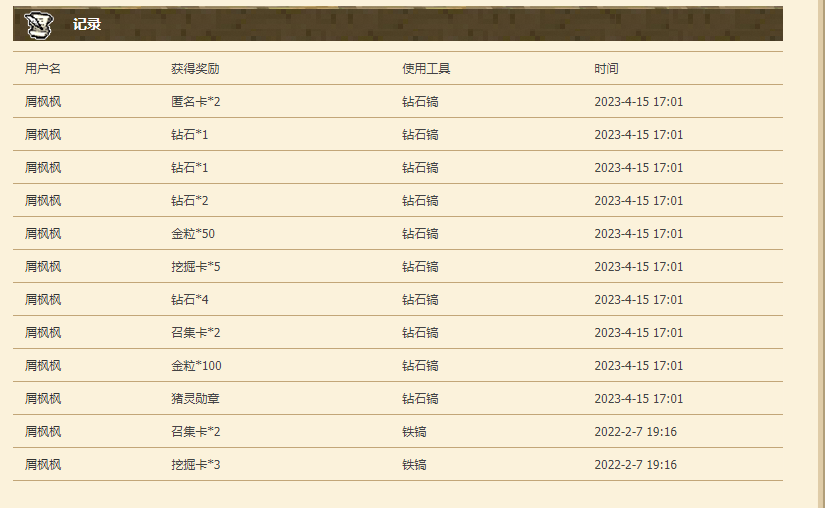 记录
用户名 获得奖励 使用工具 时间
屑枫枫 匿名卡*2 钻石镐 2023-4-15 17:01
屑枫枫 钻石*1 钻石镐 2023-4-15 17:01
屑枫枫 钻石*1 钻石镐 2023-4-15 17:01
屑枫枫 钻石*2 钻石镐 2023-4-15 17:01
屑枫枫 金粒*50 钻石镐 2023-4-15 17:01
屑枫枫 挖掘卡*5 钻石镐 2023-4-15 17:01
屑枫枫 钻石*4 钻石镐 2023-4-15 17:01
屑枫枫 召集卡*2 钻石镐 2023-4-15 17:01
屑枫枫 金粒*100 钻石镐 2023-4-15 17:01
屑枫枫 猪灵勋章 钻石镐 2023-4-15 17:01
屑枫枫 召集卡*2 铁镐 2022-2-7 19:16
屑枫枫 挖掘卡*3 铁镐 2022-2-7 19:16